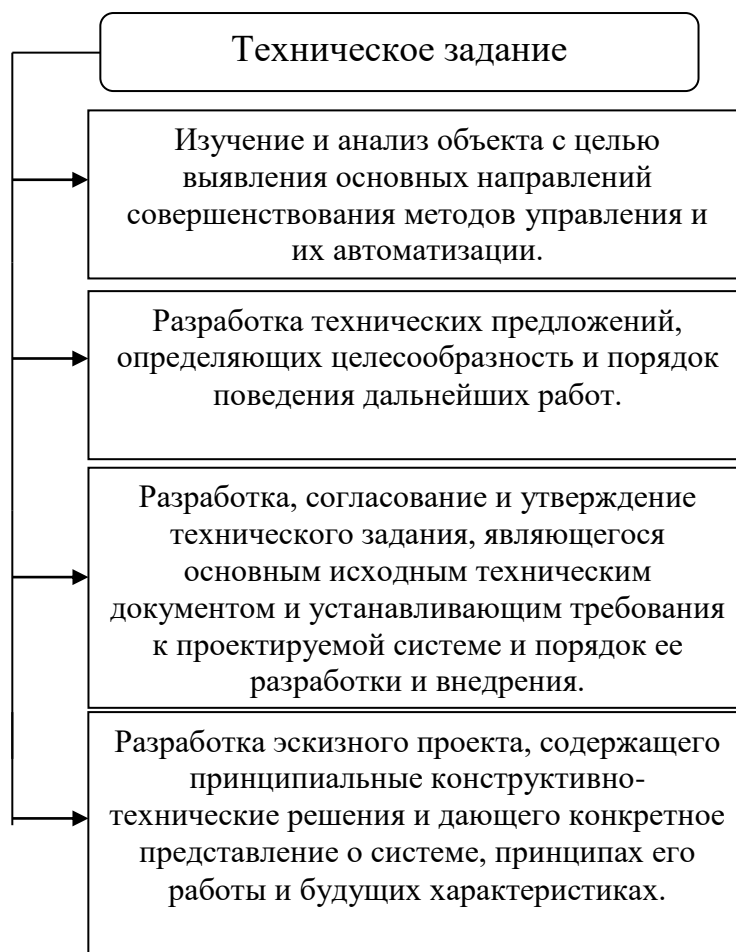 Техническое задание
Изучение и анализ объекта с целью
выявления основных направлений
совершенствования методов управления и
их автоматизации.
Разработка технических предложений,
определяющих целесообразность и порядок
поведения дальнейших работ.
Разработка, согласование и утверждение
технического задания, являющегося
основным исходным техническим
документом и устанавливающим требования
к проектируемой системе и порядок ее
разработки и внедрения.
Разработка эскизного проекта, содержащего
принципиальные конструктивно-
технические решения и дающего конкретное
представление о системе, принципах его
работы и будущих характеристиках.